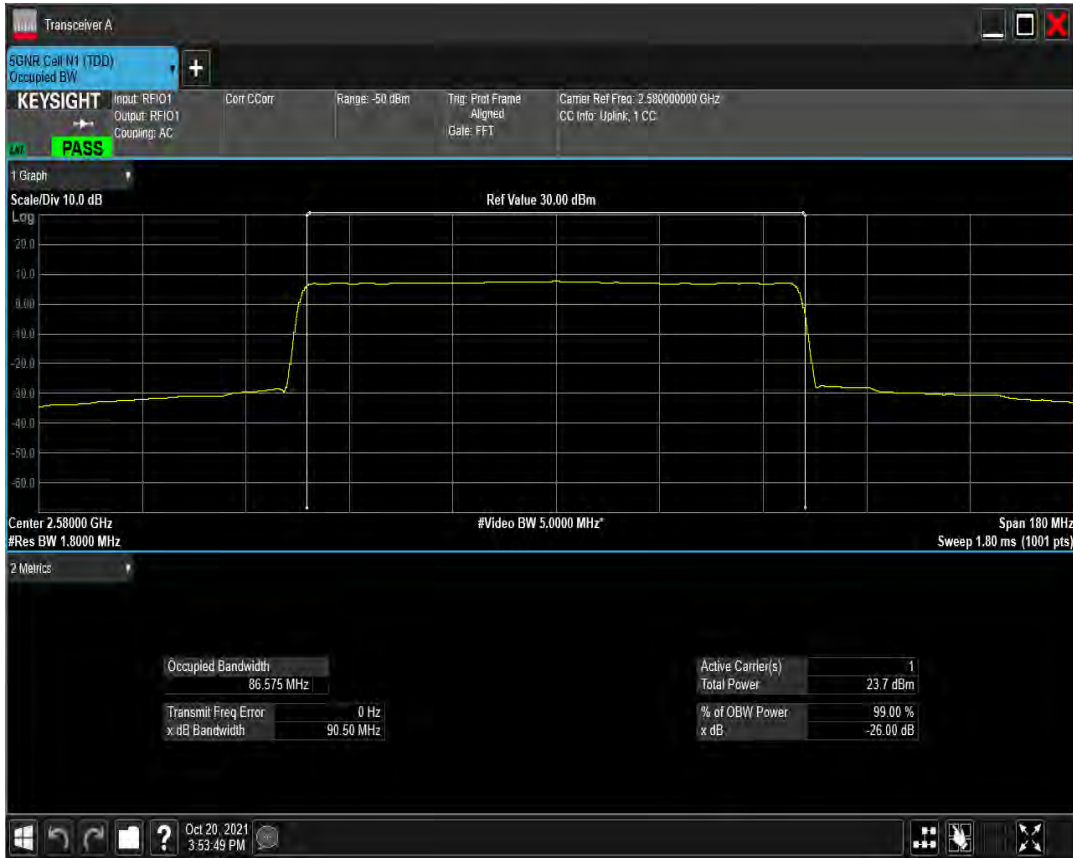 Transceiver A
5GNR Cell N1 (TDD)
Occupied BW
KEYSIGHT
Input: RFIO1
Output: RFIO1
Coupling: AC
Corr CCorr
Range: -50 dBm
Trig: Prot Frame
Aligned
Gate: FFT
Carrier Ref Freq: 2.580000000 GHz
CC Info: Uplink, 1 CC
PASS
1 Graph
Scale/Div 10.0 dB
Ref Value 30.00 dBm
Log
20.0
10.0
0.00
-10.0
-20.0
-30.0
-40.0
-50.0
-60.0
Center 2.58000 GHz
#Video BW 5.0000 MHz*
Span 180 MHz
#Res BW 1.8000 MHz
Sweep 1.80 ms (1001 pts)
2 Metrics
Occupied Bandwidth
86.575 MHz
Transmit Freq Error 0 Hz
x dB Bandwidth 90.50 MHz
Active Carrier(s) 1
Total Power 23.7 dBm
% of OBW Power 99.00 %
x dB -26.00 dB
?
Oct 20, 2021
3:53:49 PM